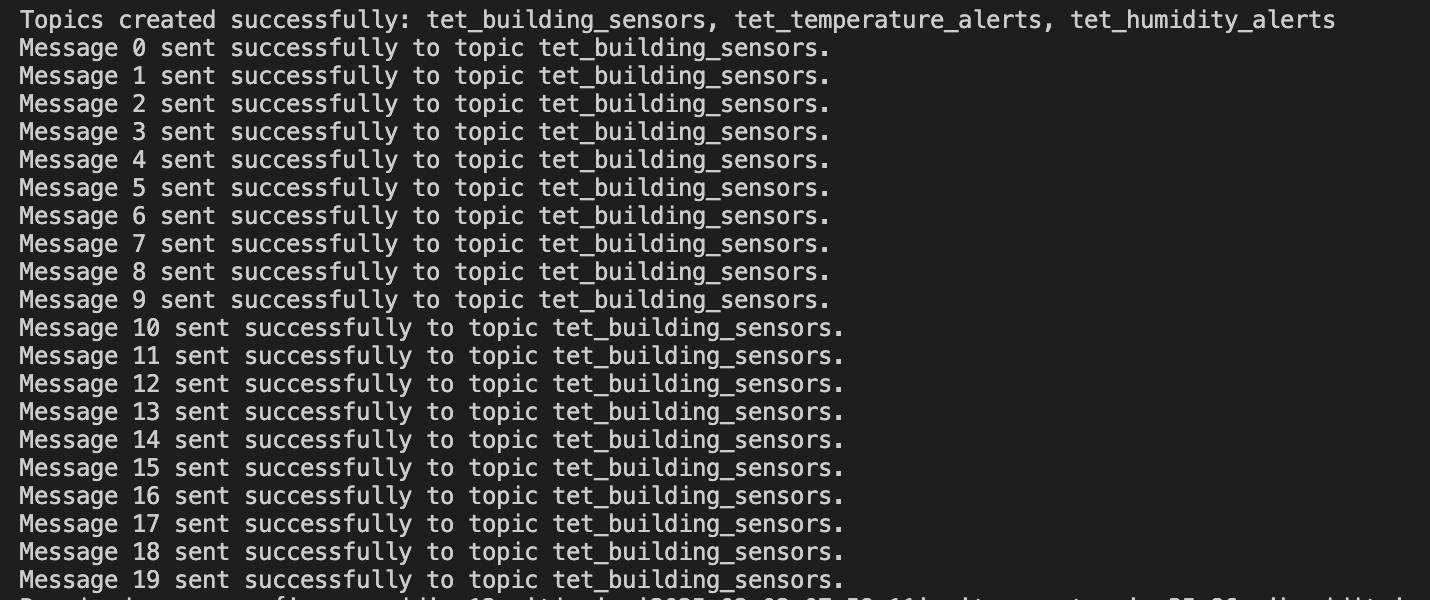 Topics created successfully: tet_building_sensors, tet_temperature_alerts, tet_humidity_alerts
Message 0 sent successfully to topic tet_building_sensors.
Message 1 sent successfully to topic tet_building_sensors.
Message 2 sent successfully to topic tet_building_sensors.
Message 3 sent successfully to topic tet_building_sensors.
Message 4 sent successfully to topic tet_building_sensors.
Message 5 sent successfully to topic tet_building_sensors.
Message 6 sent successfully to topic tet_building_sensors.
Message 7 sent successfully to topic tet_building_sensors.
Message 8 sent successfully to topic tet_building_sensors.
Message 9 sent successfully to topic tet_building_sensors.
Message 10 sent successfully to topic tet_building_sensors.
Message 11 sent successfully to topic tet_building_sensors.
Message 12 sent successfully to topic tet_building_sensors.
Message 13 sent successfully to topic tet_building_sensors.
Message 14 sent successfully to topic tet_building_sensors.
Message 15 sent successfully to topic tet_building_sensors.
Message 16 sent successfully to topic tet_building_sensors.
Message 17 sent successfully to topic tet_building_sensors.
Message 18 sent successfully to topic tet_building_sensors.
Message 19 sent successfully to topic tet_building_sensors.